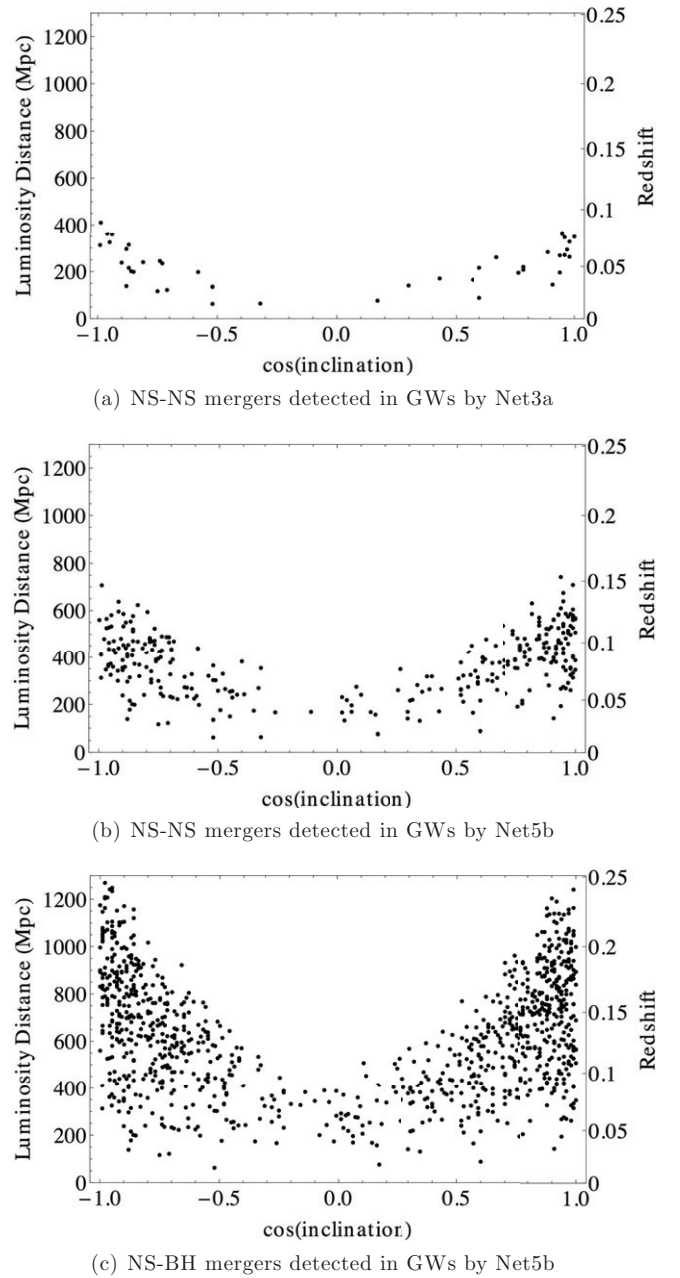 1200
1000
800
600
400
200
0
0.25
0.2
0.15
0.1
0.05
0
Luminosity Distance (Mpc)
Redshift
−1.0 −0.5 0.0 0.5 1.0
cos(inclination)
(a) NS-NS mergers detected in GWs by Net3a
1200
1000
800
600
400
200
0
0.25
0.2
0.15
0.1
0.05
0
Luminosity Distance (Mpc)
Redshift
−1.0 −0.5 0.0 0.5 1.0
cos(inclination)
(b) NS-NS mergers detected in GWs by Net5b
1200
1000
800
600
400
200
0
0.25
0.2
0.15
0.1
0.05
0
Luminosity Distance (Mpc)
Redshift
−1.0 −0.5 0.0 0.5 1.0
cos(inclination)
(c) NS-BH mergers detected in GWs by Net5b